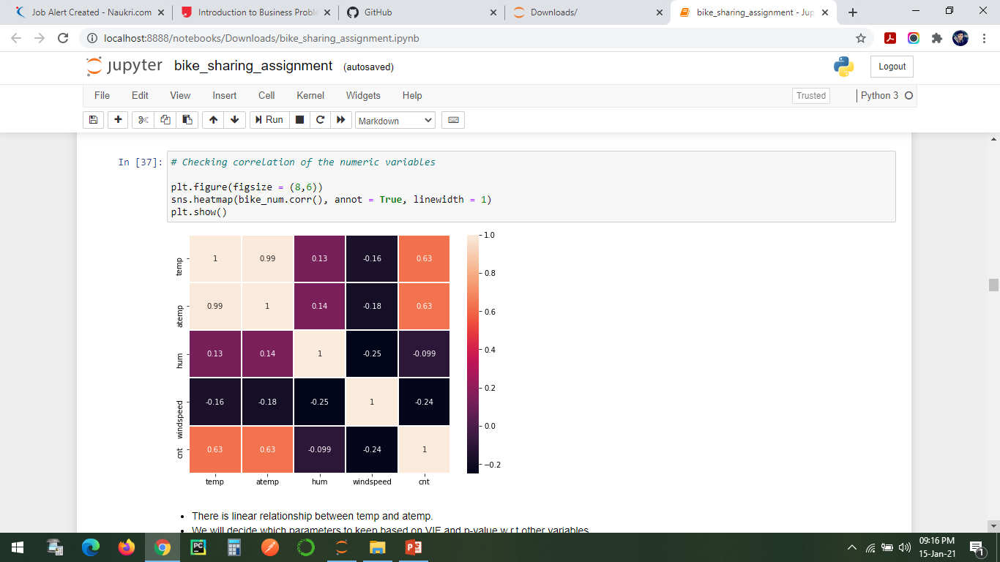 Job Alert Created - Naukri.com
Introduction to Business Proble
GitHub
Downloads/
bike_sharing_assignment - Jup
localhost:8888/notebooks/Downloads/bike_sharing_assignment.ipynb
jupyter bike_sharing_assignment (autosaved)
Logout
File Edit View Insert Cell Kernel Widgets Help
Trusted
Python 3
Run
Markdown
In [37]:
# Checking correlation of the numeric variables
plt.figure(figsize = (8,6))
sns.heatmap(bike_num.corr(), annot = True, linewidth = 1)
plt.show()
temp 1 0.99 0.13 -0.16 0.63
atemp 0.99 1 0.14 -0.18 0.63
hum 0.13 0.14 1 -0.25 -0.099
windspeed -0.16 -0.18 -0.25 1 -0.24
cnt 0.63 0.63 -0.099 -0.24 1
temp atemp hum windspeed cnt
1.0
0.8
0.6
0.4
0.2
0.0
−0.2
• There is linear relationship between temp and atemp.
• We will decide which parameters to keep based on VIF and p-value w.r.t other variables
PC
09:16 PM
15-Jan-21
1